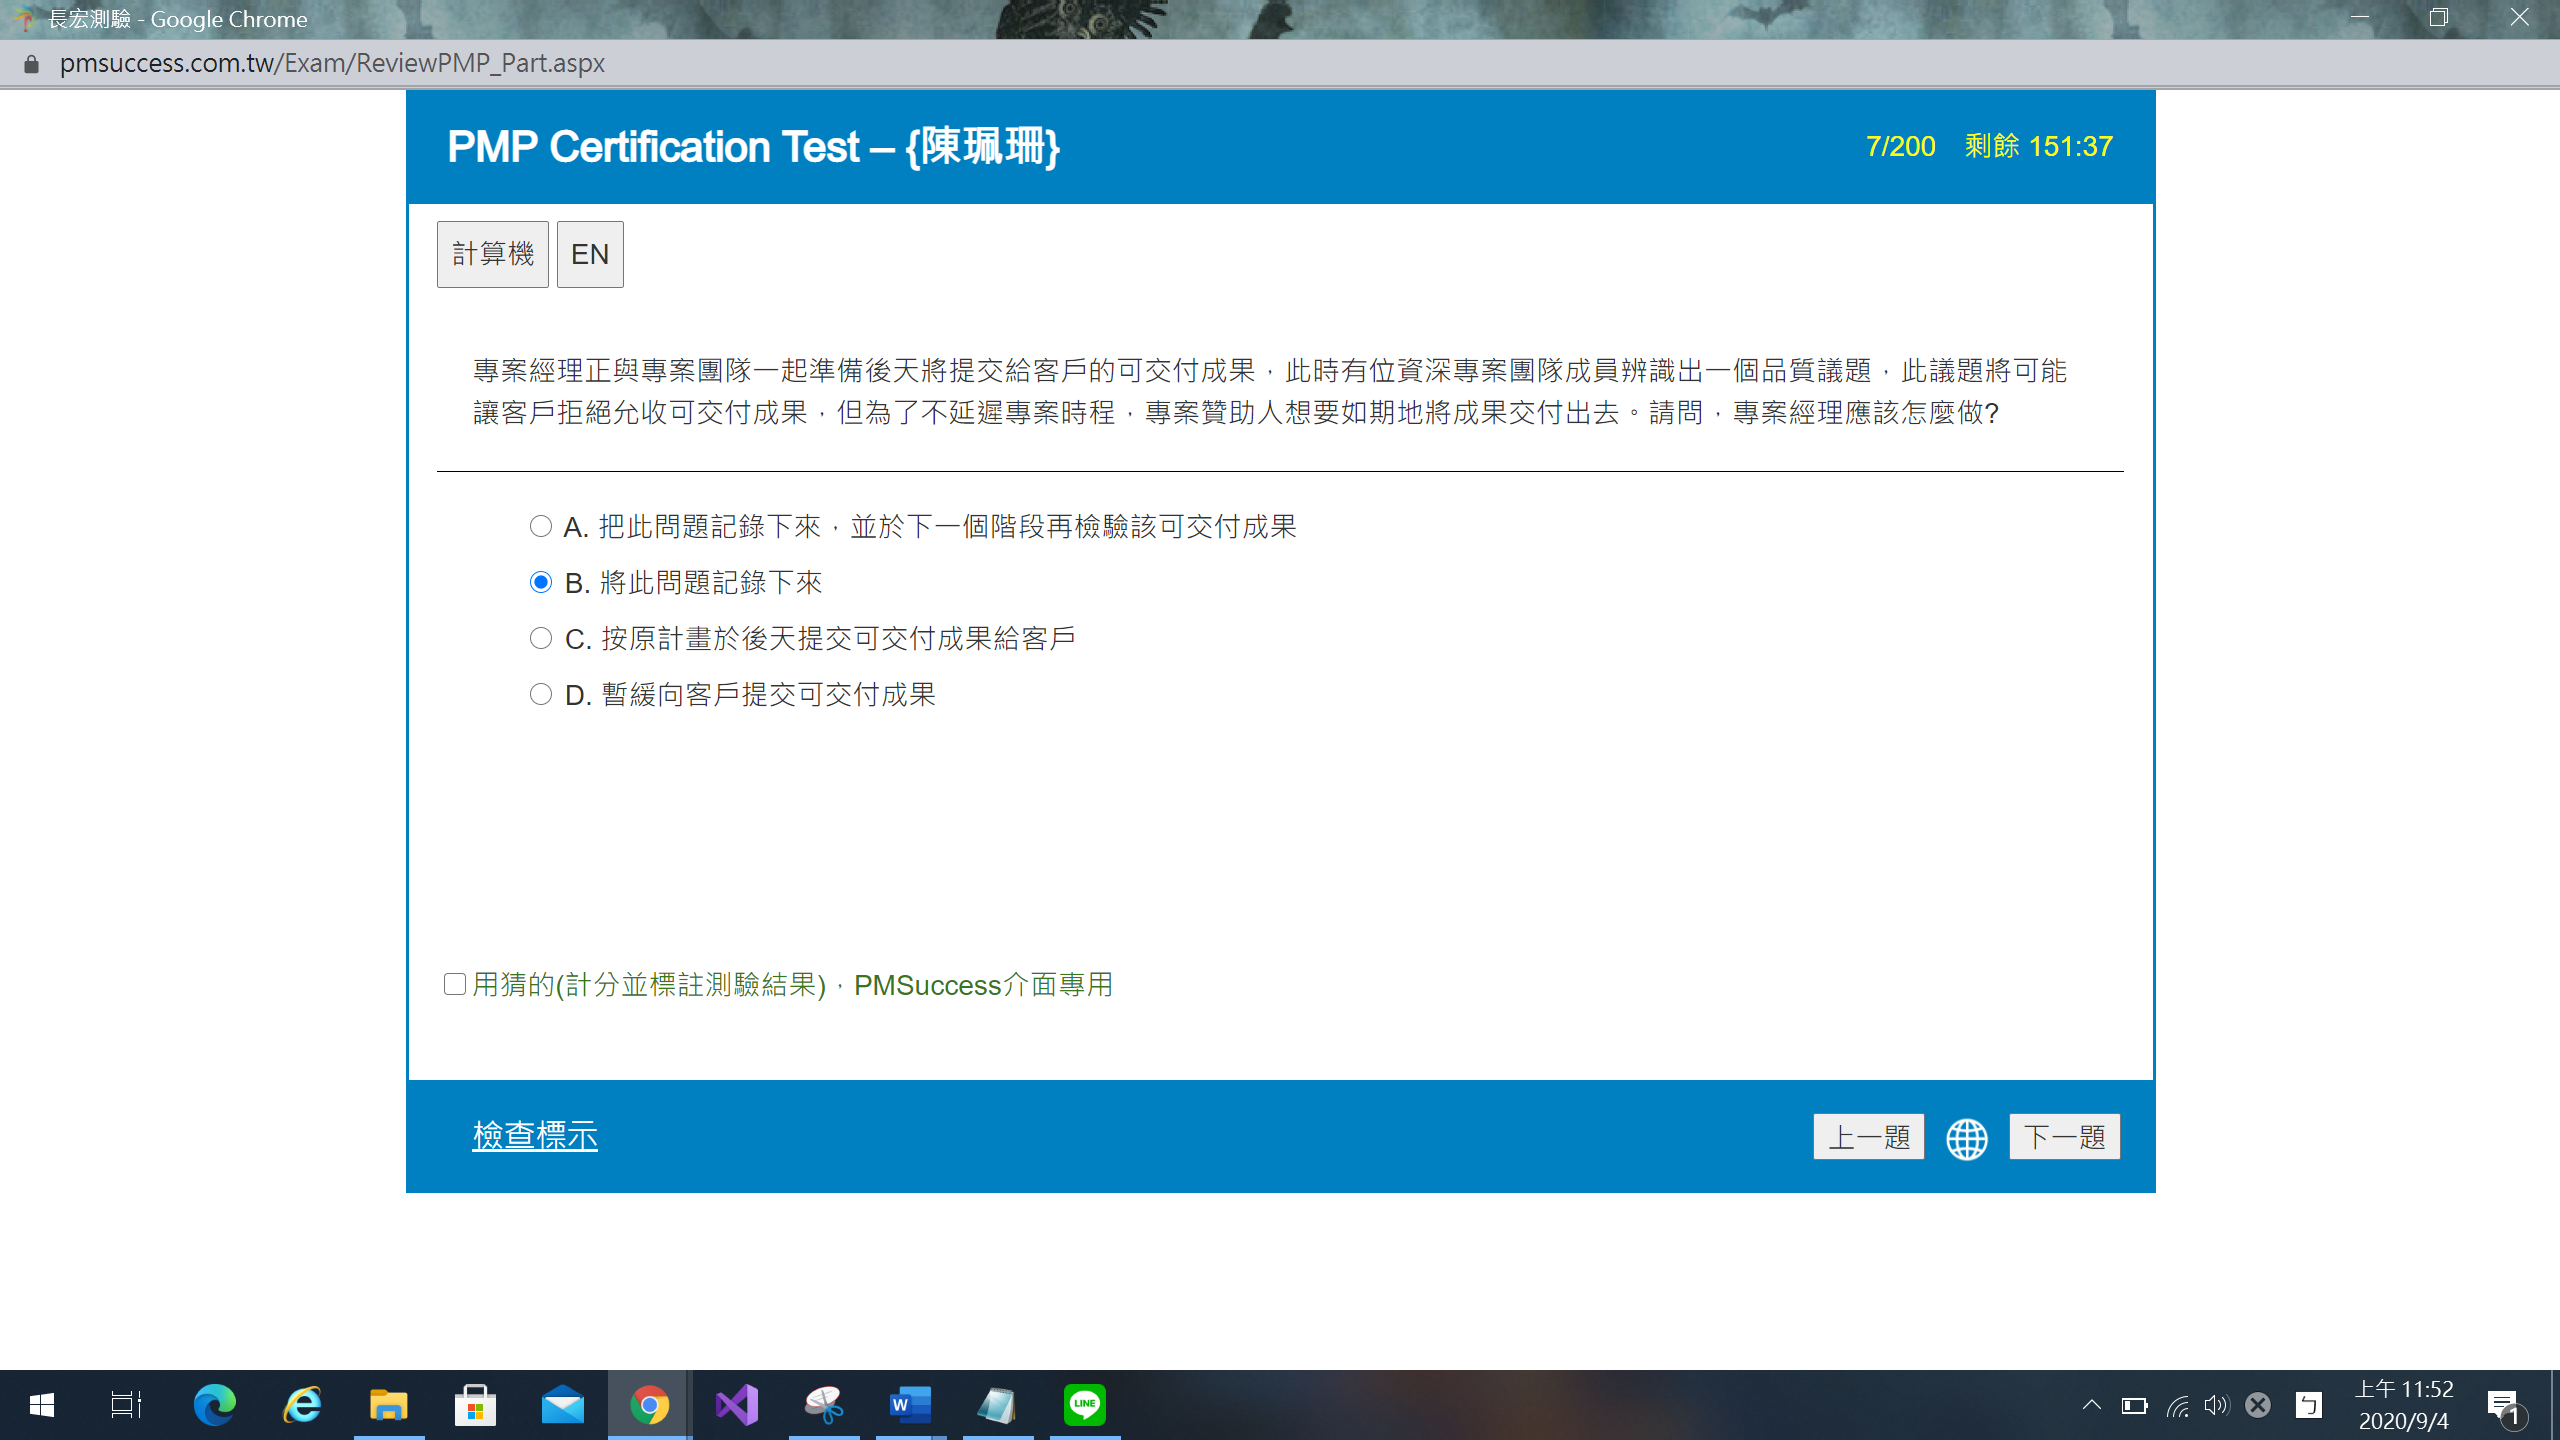 長宏測驗 - Google Chrome
pmsuccess.com.tw/Exam/ReviewPMP_Part.aspx
PMP Certification Test – {陳珮珊}
7/200 剩餘 151:37
計算機 EN
專案經理正與專案團隊一起準備後天將提交給客戶的可交付成果，此時有位資深專案團隊成員辨識出一個品質議題，此議題將可能
讓客戶拒絕允收可交付成果，但為了不延遲專案時程，專案贊助人想要如期地將成果交付出去。請問，專案經理應該怎麼做?
A. 把此問題記錄下來，並於下一個階段再檢驗該可交付成果
B. 將此問題記錄下來
C. 按原計畫於後天提交可交付成果給客戶
D. 暫緩向客戶提交可交付成果
用猜的(計分並標註測驗結果)，PMSuccess介面專用
檢查標示
上一題 下一題
W
LINE
ㄅ
上午 11:52
2020/9/4
1